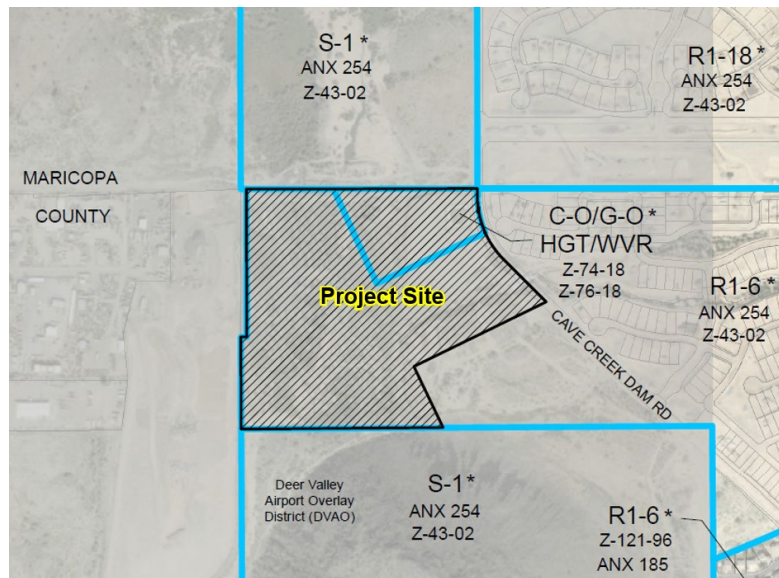 S-1 *
ANX 254
Z-43-02
R1-18 *
ANX 254
Z-43-02
MARICOPA
COUNTY
C-O/G-O *
HGT/WVR
Z-74-18
Z-76-18
Project Site
R1-6 *
ANX 254
Z-43-02
CAVE CREEK DAM RD
Deer Valley
Airport Overlay
District (DVAO)
S-1 *
ANX 254
Z-43-02
R1-6 *
Z-121-96
ANX 185